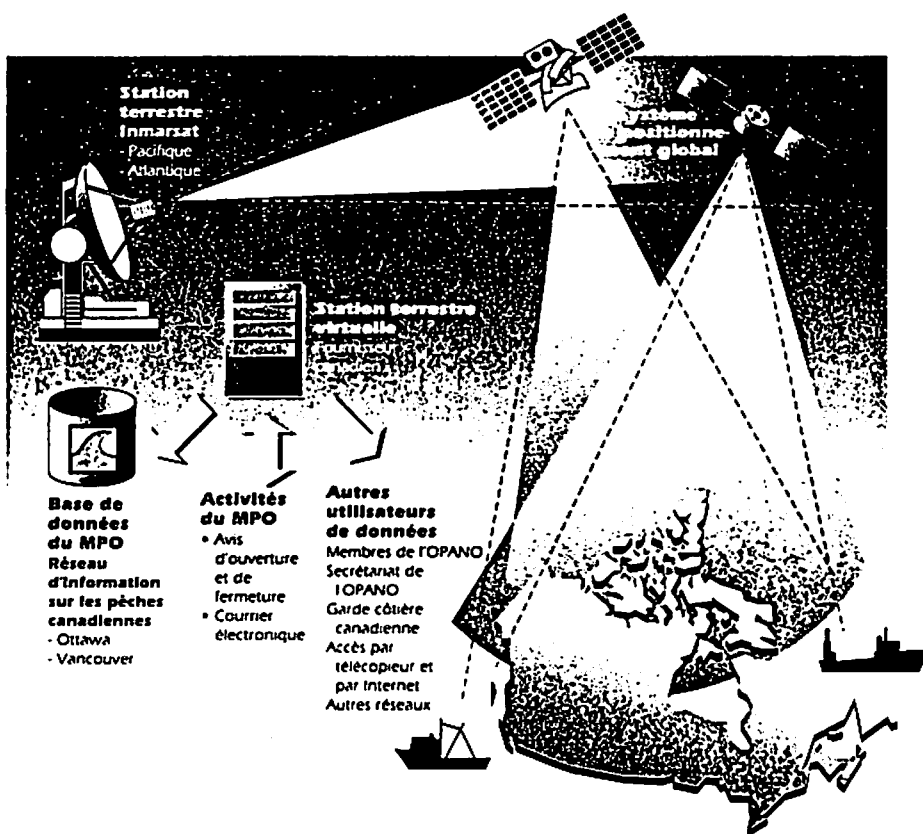 Station
terrestre
Inmarsat
- Pacifique
- Atlantique
Système
positionne-
ment global
Station terrestre
virtuelle
Fournisseur
canadien
Base de
données
du MPO
Réseau
d'Information
sur les pêches
canadiennes
- Ottawa
- Vancouver
Activités
du MPO
• Avis
d'ouverture
et de
fermeture
• Courrier
électronique
Autres
utilisateurs
de données
Membres de l'OPANO
Secrétariat de
l'OPANO
Garde côtière
canadienne
Accès par
télécopieur et
par Internet
Autres réseaux